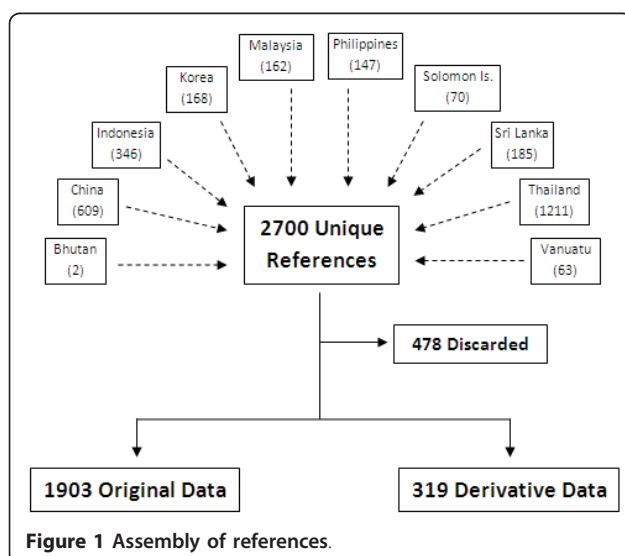 Malaysia
(162)
Philippines
(147)
Korea
(168)
Solomon Is.
(70)
Indonesia
(346)
Sri Lanka
(185)
China
(609)
Thailand
(1211)
2700 Unique
References
Bhutan
(2)
Vanuatu
(63)
478 Discarded
1903 Original Data
319 Derivative Data
Figure 1 Assembly of references.